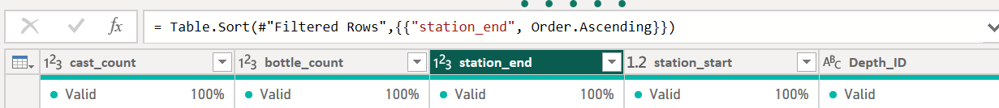 fx = Table.Sort(#"Filtered Rows",{{"station_end", Order.Ascending}})
1²3 cast_count 1²3 bottle_count 1²3 station_end 1.2 station_start ABC Depth_ID
Valid 100% Valid 100% Valid 100% Valid 100% Valid